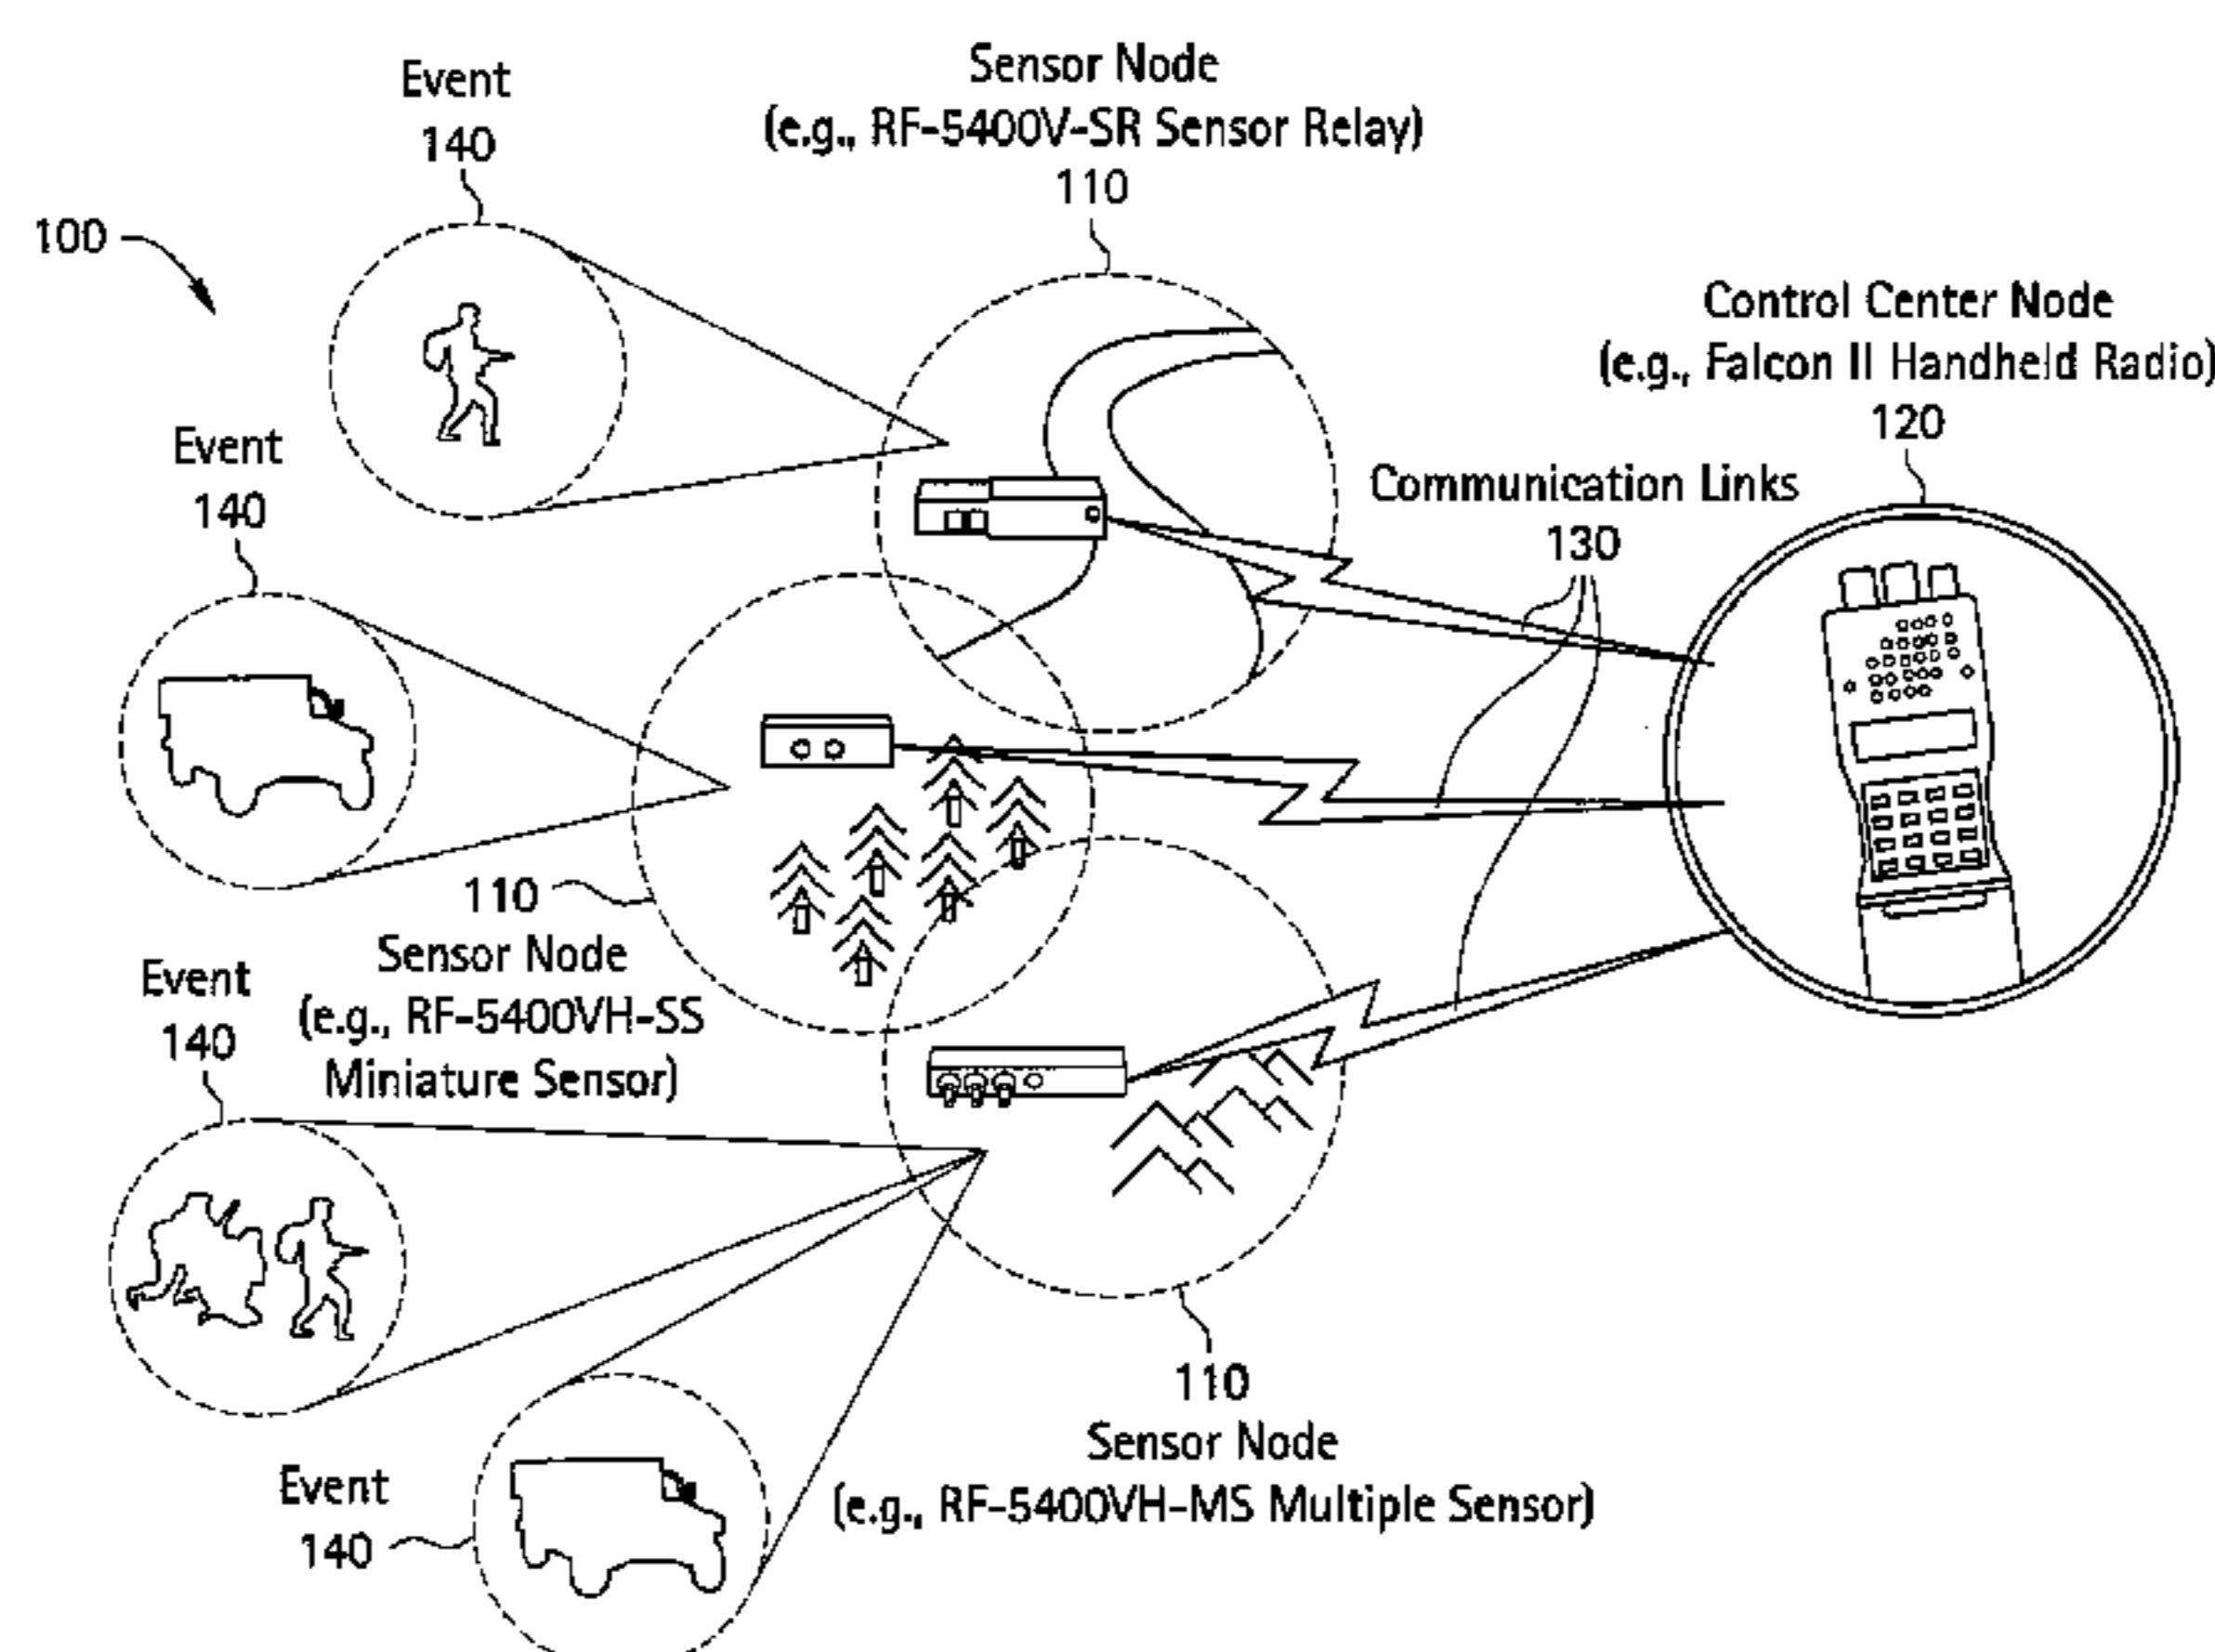 Event
140
Sensor Node
(e.g., RF-5400V-SR Sensor Relay)
110
100
Control Center Node
(e.g., Falcon II Handheld Radio)
120
Event
140
Communication Links
130
110
Sensor Node
(e.g., RF-5400VH-SS
Miniature Sensor)
Event
140
110
Sensor Node
(e.g., RF-5400VH-MS Multiple Sensor)
Event
140